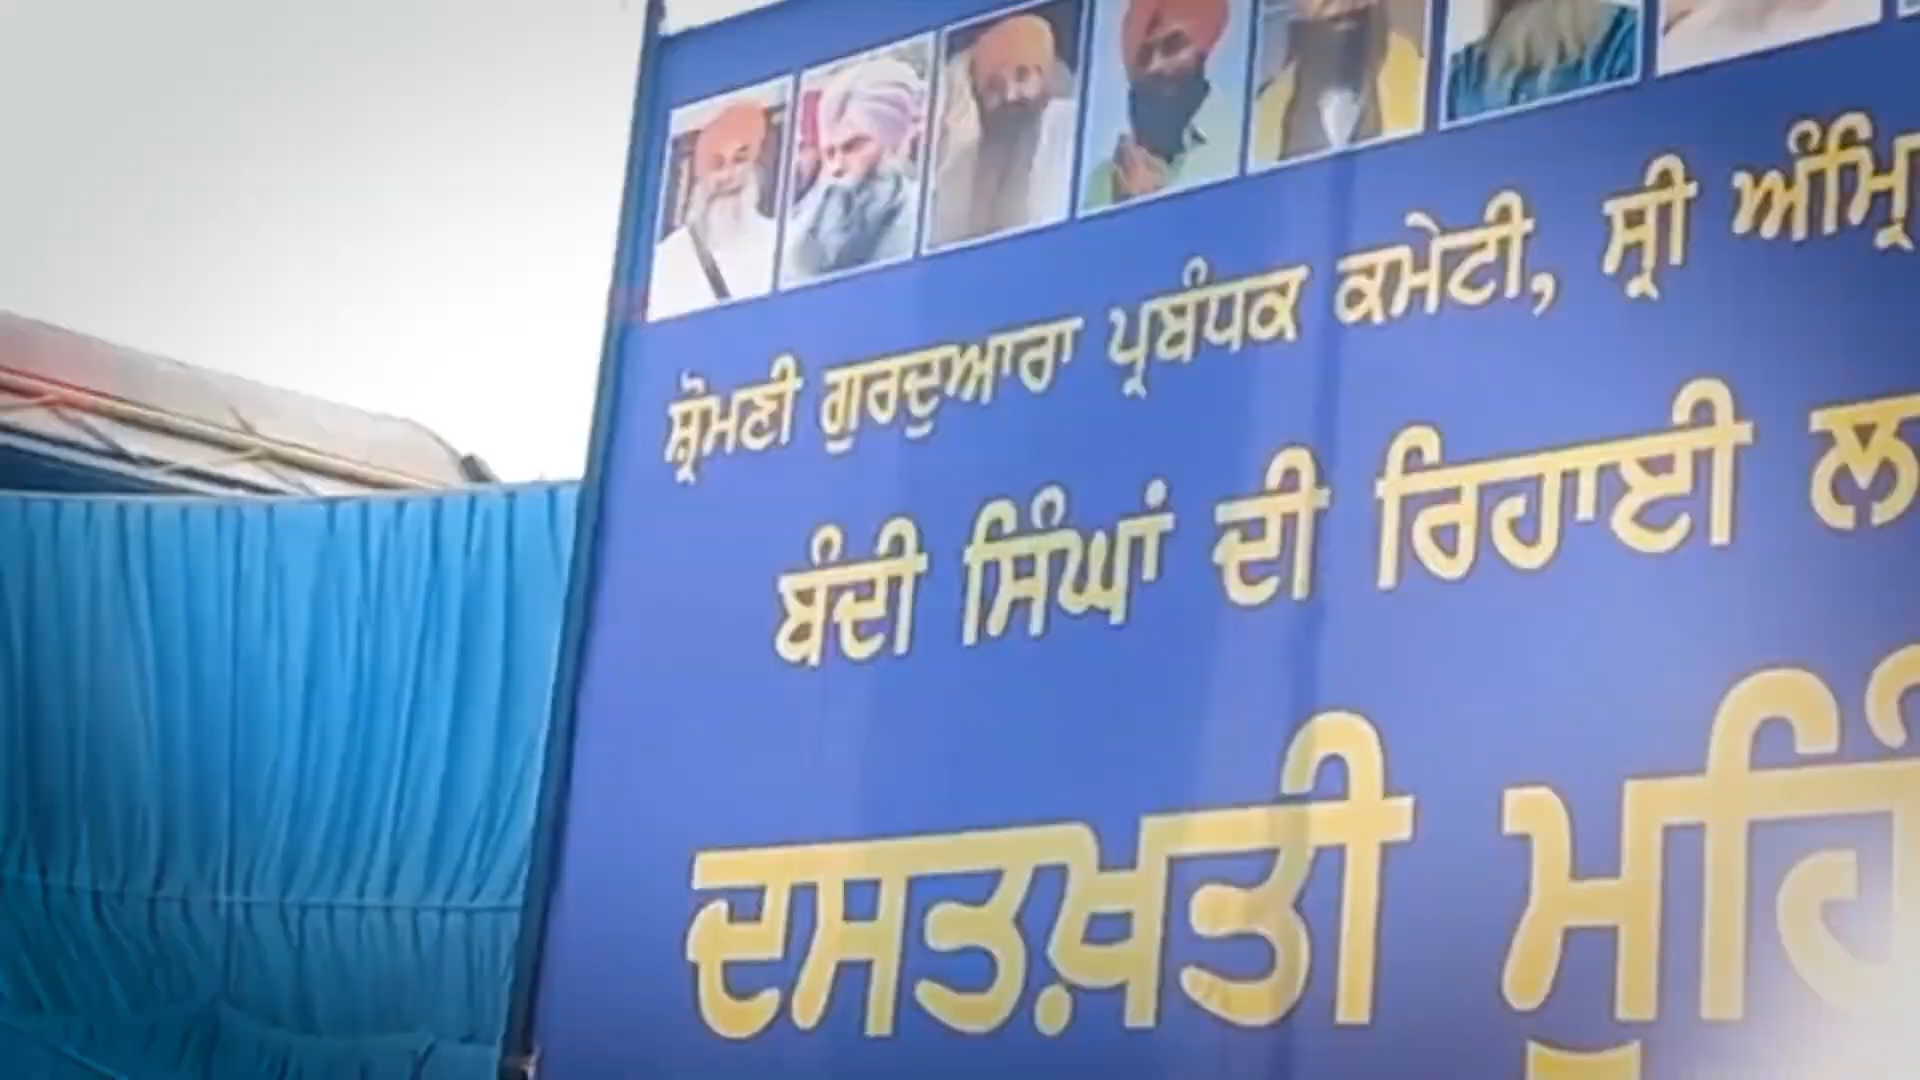 ਸ਼੍ਰੋਮਣੀ ਗੁਰਦੁਆਰਾ ਪ੍ਰਬੰਧਕ ਕਮੇਟੀ, ਸ੍ਰੀ
ਬੰਦੀ ਸਿੰਘਾਂ ਦੀ ਰਿਹਾਈ
ਦਸਤਖ਼ਤੀ